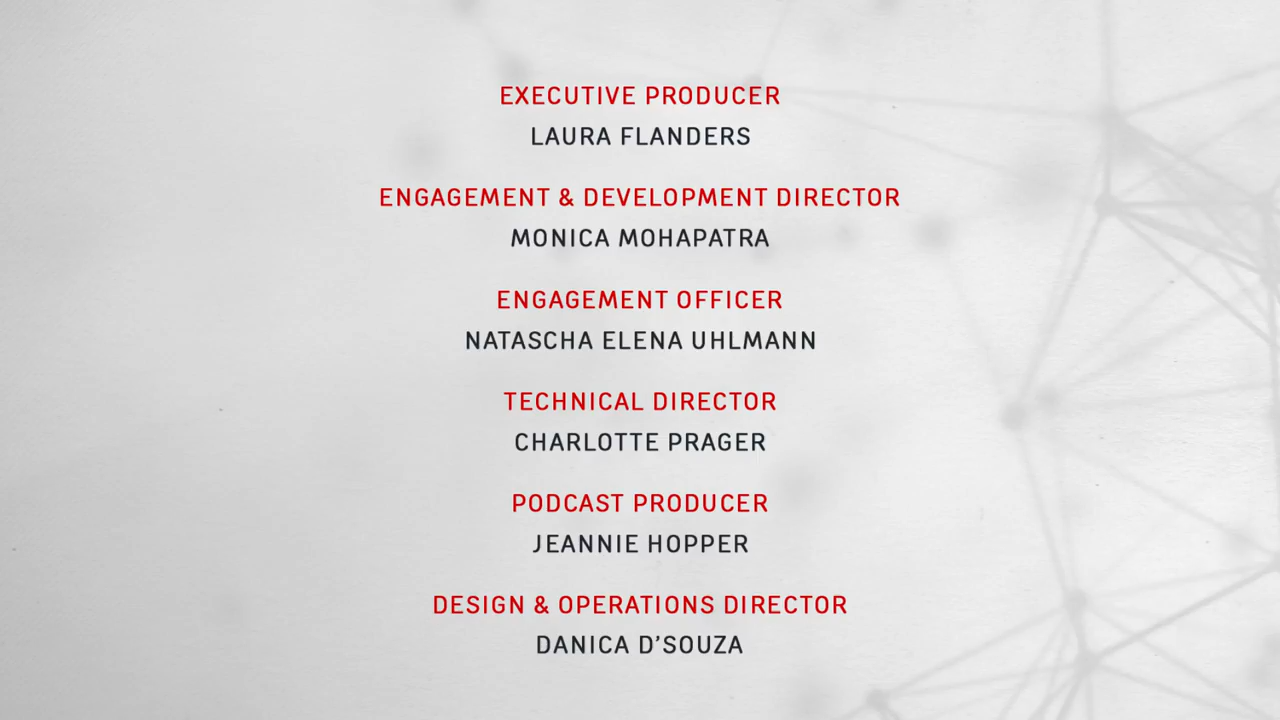 EXECUTIVE PRODUCER
LAURA FLANDERS
ENGAGEMENT & DEVELOPMENT DIRECTOR
MONICA MOHAPATRA
ENGAGEMENT OFFICER
NATASCHA ELENA UHLMANN
TECHNICAL DIRECTOR
CHARLOTTE PRAGER
PODCAST PRODUCER
JEANNIE HOPPER
DESIGN & OPERATIONS DIRECTOR
DANICA D’SOUZA